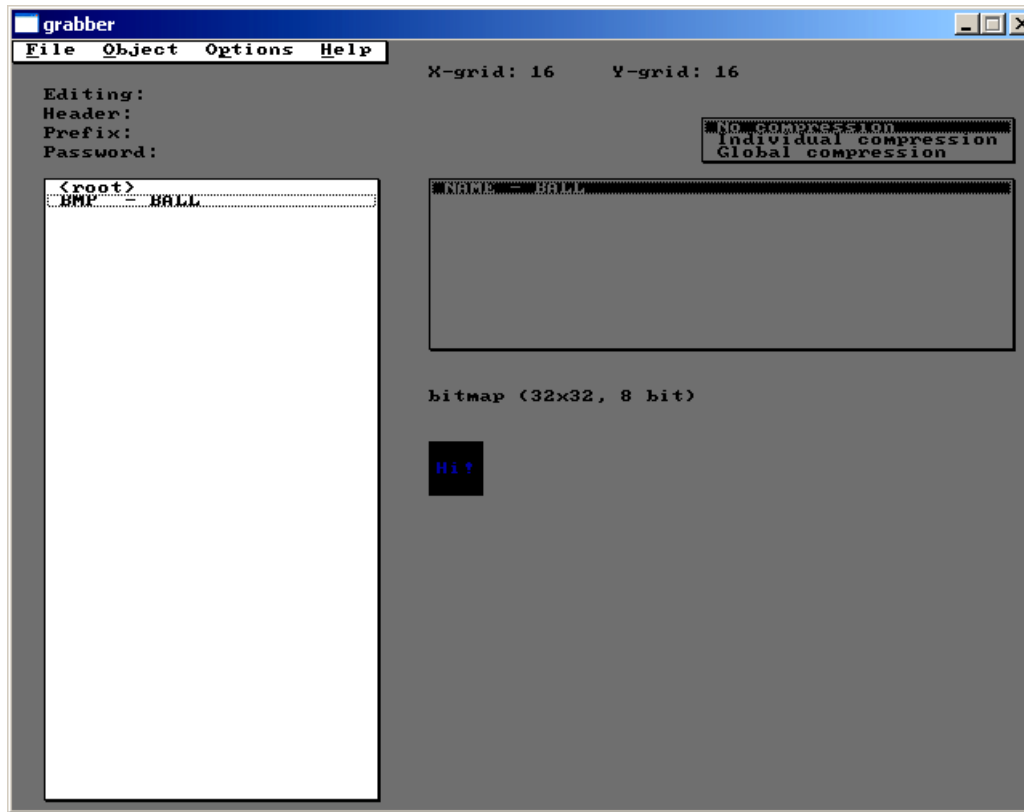 grabber
File Object Options Help
X-grid: 16 Y-grid: 16
Editing:
Header:
Prefix:
Password:
No compression
Individual compression
Global compression
<root>
BMP - BALL
NAME - BALL
bitmap (32x32, 8 bit)
Hi!